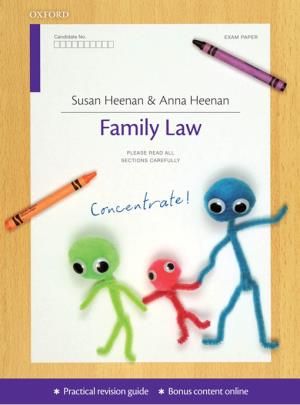 OXFORD
Candidate No.
EXAM PAPER
Susan Heenan & Anna Heenan
Family Law
PLEASE READ ALL
SECTIONS CAREFULLY
Concentrate!
* Practical revision guide * Bonus content online